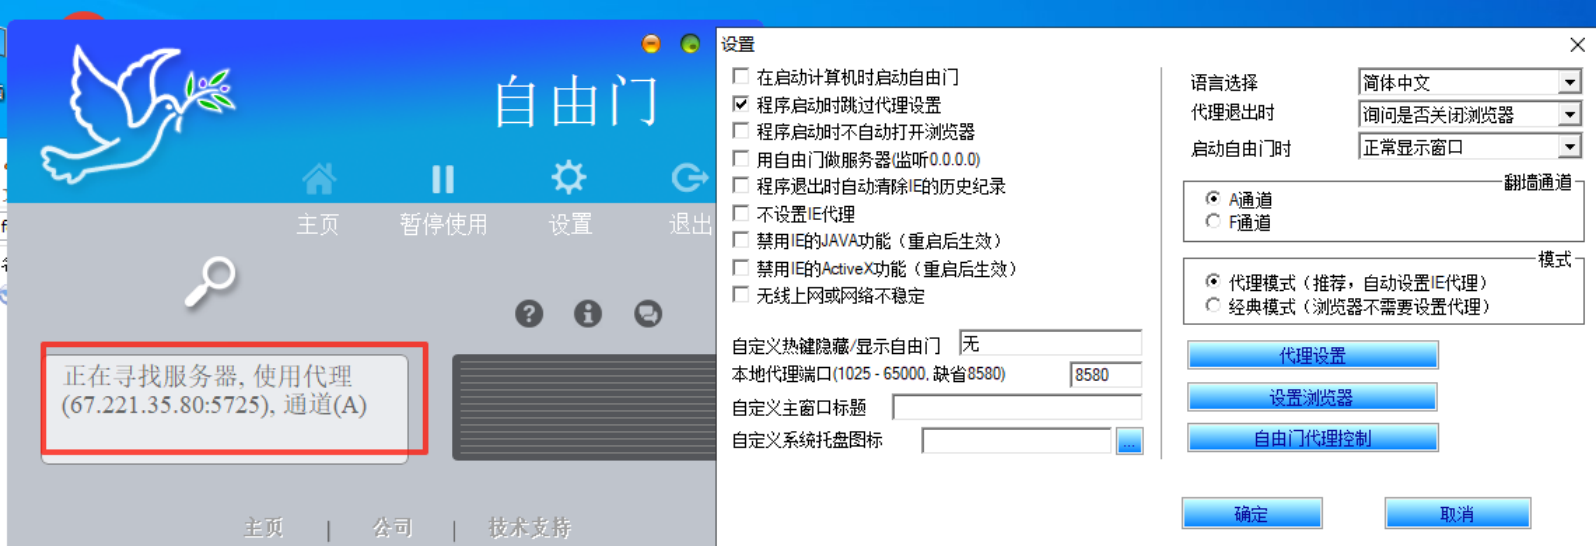 自由门
主页
暂停使用
设置
退出
正在寻找服务器, 使用代理
(67.221.35.80:5725), 通道(A)
主页 | 公司 | 技术支持
设置
在启动计算机时启动自由门
程序启动时跳过代理设置
程序启动时不自动打开浏览器
用自由门做服务器(监听0.0.0.0)
程序退出时自动清除IE的历史纪录
不设置IE代理
禁用IE的JAVA功能（重启后生效）
禁用IE的ActiveX功能（重启后生效）
无线上网或网络不稳定
自定义热键隐藏/显示自由门 无
本地代理端口(1025 - 65000, 缺省8580) 8580
自定义主窗口标题
自定义系统托盘图标 ...
语言选择 简体中文
代理退出时 询问是否关闭浏览器
启动自由门时 正常显示窗口
翻墙通道
A通道
F通道
模式
代理模式（推荐，自动设置IE代理）
经典模式（浏览器不需要设置代理）
代理设置
设置浏览器
自由门代理控制
确定
取消